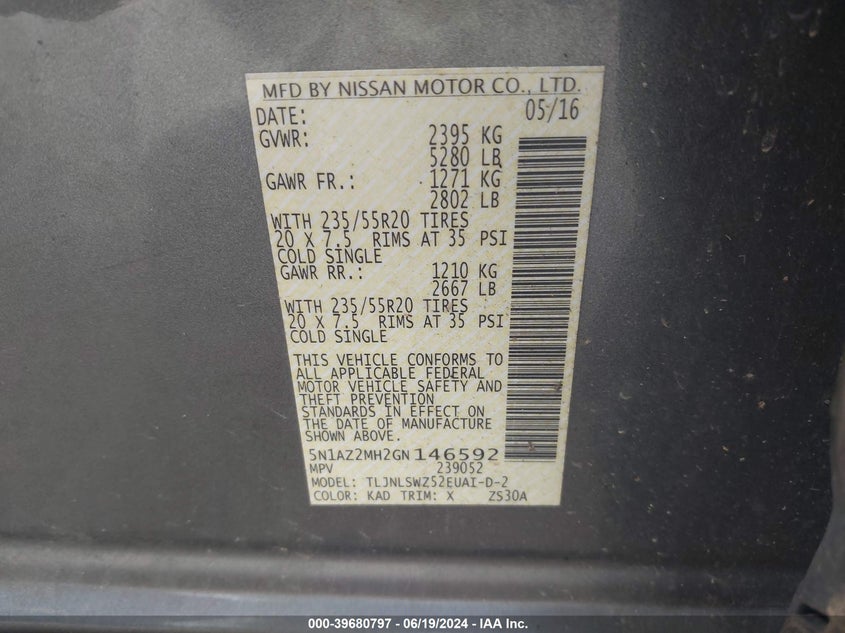 MFD BY NISSAN MOTOR CO., LTD.
DATE: 05/16
GVWR: 2395 KG
5280 LB
GAWR FR.: 1271 KG
2802 LB
WITH 235/55R20 TIRES
20 X 7.5 RIMS AT 35 PSI
COLD SINGLE
GAWR RR.: 1210 KG
2667 LB
WITH 235/55R20 TIRES
20 X 7.5 RIMS AT 35 PSI
COLD SINGLE
THIS VEHICLE CONFORMS TO
ALL APPLICABLE FEDERAL
MOTOR VEHICLE SAFETY AND
THEFT PREVENTION
STANDARDS IN EFFECT ON
THE DATE OF MANUFACTURE
SHOWN ABOVE.
5N1AZ2MH2GN146592
MPV 239052
MODEL: TLJNLSWZ52EUAI-D-2
COLOR: KAD TRIM: X ZS30A
000-39680797 - 06/19/2024 - IAA Inc.